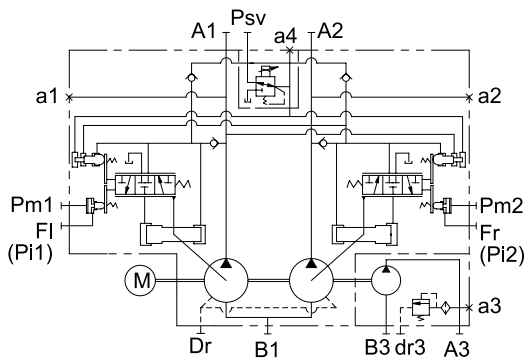 A1 Psv a4 A2
a1 a2
Pm1 Pm2
Fl Fr
(Pi1) (Pi2)
M
a3
Dr B1 B3 dr3 A3